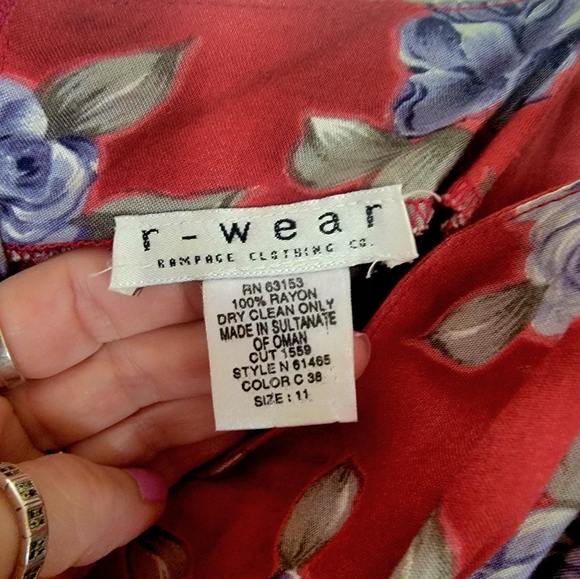 r-wear
RAMPAGE CLOTHING CO.
RN 63153
100% RAYON
DRY CLEAN ONLY
MADE IN SULTANATE
OF OMAN
CUT 1559
STYLE N 61465
COLOR C 38
SIZE : 11